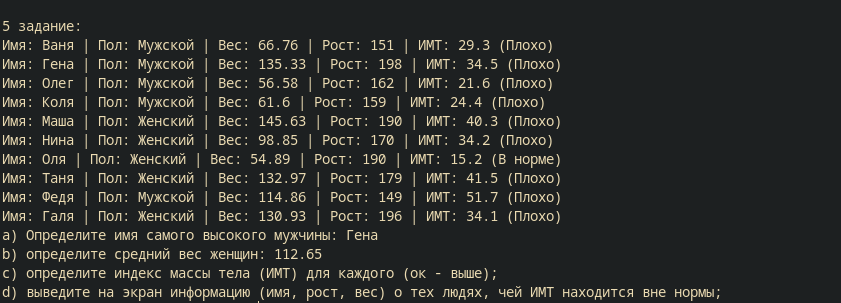 5 задание:
Имя: Ваня | Пол: Мужской | Вес: 66.76 | Рост: 151 | ИМТ: 29.3 (Плохо)
Имя: Гена | Пол: Мужской | Вес: 135.33 | Рост: 198 | ИМТ: 34.5 (Плохо)
Имя: Олег | Пол: Мужской | Вес: 56.58 | Рост: 162 | ИМТ: 21.6 (Плохо)
Имя: Коля | Пол: Мужской | Вес: 61.6 | Рост: 159 | ИМТ: 24.4 (Плохо)
Имя: Маша | Пол: Женский | Вес: 145.63 | Рост: 190 | ИМТ: 40.3 (Плохо)
Имя: Нина | Пол: Женский | Вес: 98.85 | Рост: 170 | ИМТ: 34.2 (Плохо)
Имя: Оля | Пол: Женский | Вес: 54.89 | Рост: 190 | ИМТ: 15.2 (В норме)
Имя: Таня | Пол: Женский | Вес: 132.97 | Рост: 179 | ИМТ: 41.5 (Плохо)
Имя: Федя | Пол: Мужской | Вес: 114.86 | Рост: 149 | ИМТ: 51.7 (Плохо)
Имя: Галя | Пол: Женский | Вес: 130.93 | Рост: 196 | ИМТ: 34.1 (Плохо)
a) Определите имя самого высокого мужчины: Гена
b) определите средний вес женщин: 112.65
c) определите индекс массы тела (ИМТ) для каждого (ок - выше);
d) выведите на экран информацию (имя, рост, вес) о тех людях, чей ИМТ находится вне нормы;